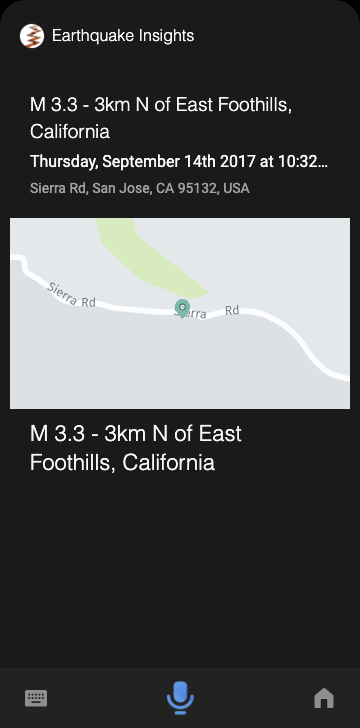 Earthquake Insights
M 3.3 - 3km N of East Foothills,
California
Thursday, September 14th 2017 at 10:32...
Sierra Rd, San Jose, CA 95132, USA
Sierra Rd
Sierra Rd
M 3.3 - 3km N of East
Foothills, California